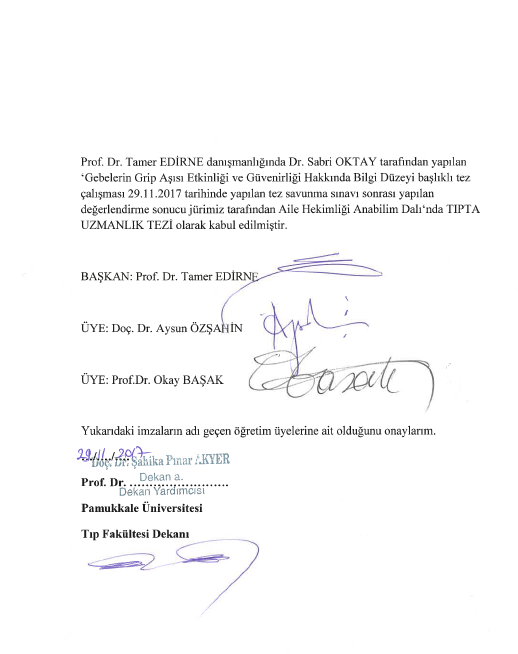 Prof. Dr. Tamer EDİRNE danışmanlığında Dr. Sabri OKTAY tarafından yapılan
‘Gebelerin Grip Aşısı Etkinliği ve Güvenirliği Hakkında Bilgi Düzeyi başlıklı tez
çalışması 29.11.2017 tarihinde yapılan tez savunma sınavı sonrası yapılan
değerlendirme sonucu jürimiz tarafından Aile Hekimliği Anabilim Dalı‘nda TIPTA
UZMANLIK TEZİ olarak kabul edilmiştir.
BAŞKAN: Prof. Dr. Tamer EDİRNE
ÜYE: Doç. Dr. Aysun ÖZŞAHİN
ÜYE: Prof.Dr. Okay BAŞAK
Yukarıdaki imzaların adı geçen öğretim üyelerine ait olduğunu onaylarım.
29/11/2017
Doç. Dr. Şahika Pınar AKYER
Prof. Dr. ........................
Dekan a.
Dekan Yardımcısı
Pamukkale Üniversitesi
Tıp Fakültesi Dekanı